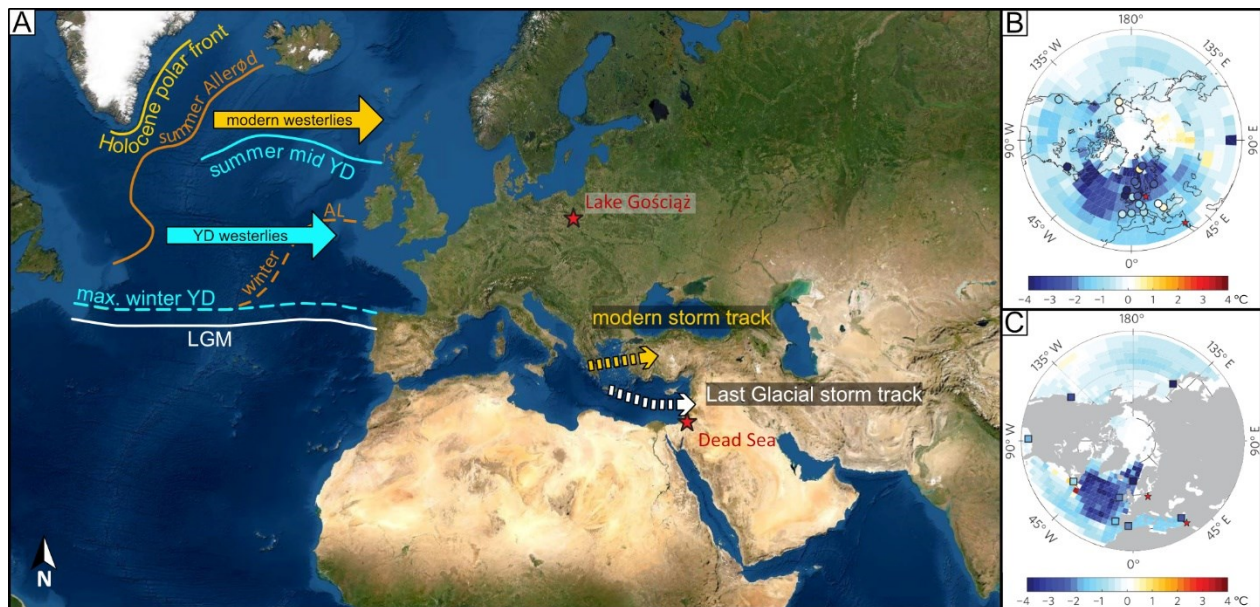 A
Holocene polar front
summer Allerød
modern westerlies
summer mid YD
AL
YD westerlies
winter
max. winter YD
LGM
Lake Gościąż
modern storm track
Last Glacial storm track
Dead Sea
N
B
180°
135° W
135° E
90° W
90° E
45° W
45° E
0°
−4 −3 −2 −1 0 1 2 3 4 °C
C
180°
135° W
135° E
90° W
90° E
45° W
45° E
0°
−4 −3 −2 −1 0 1 2 3 4 °C